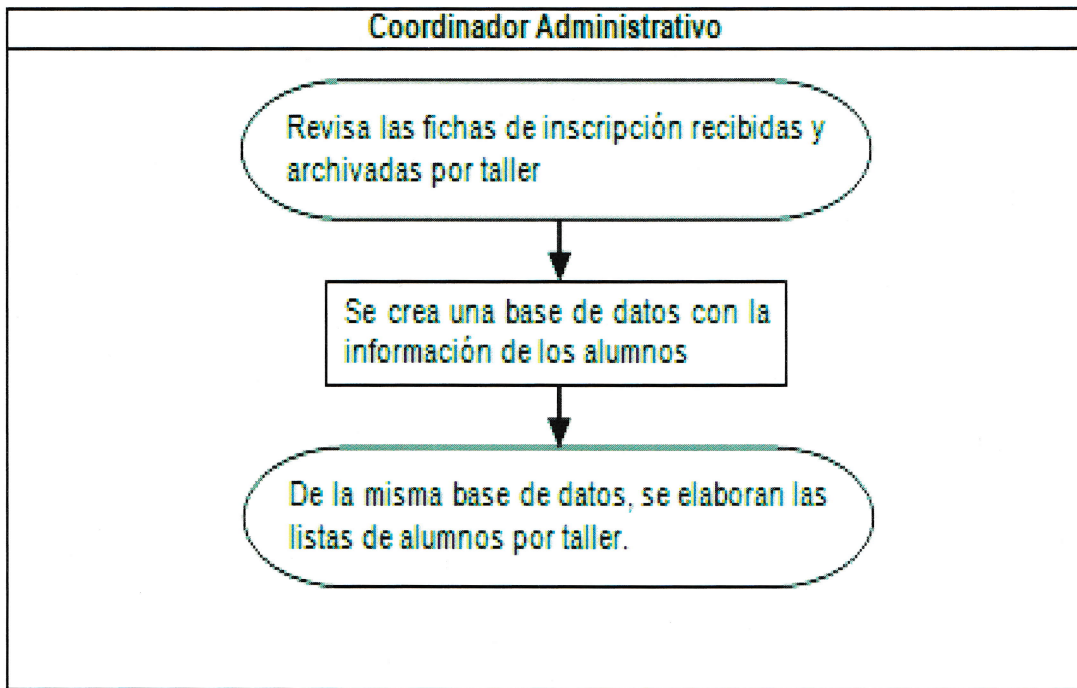 Coordinador Administrativo
Revisa las fichas de inscripción recibidas y
archivadas por taller
Se crea una base de datos con la
información de los alumnos
De la misma base de datos, se elaboran las
listas de alumnos por taller.